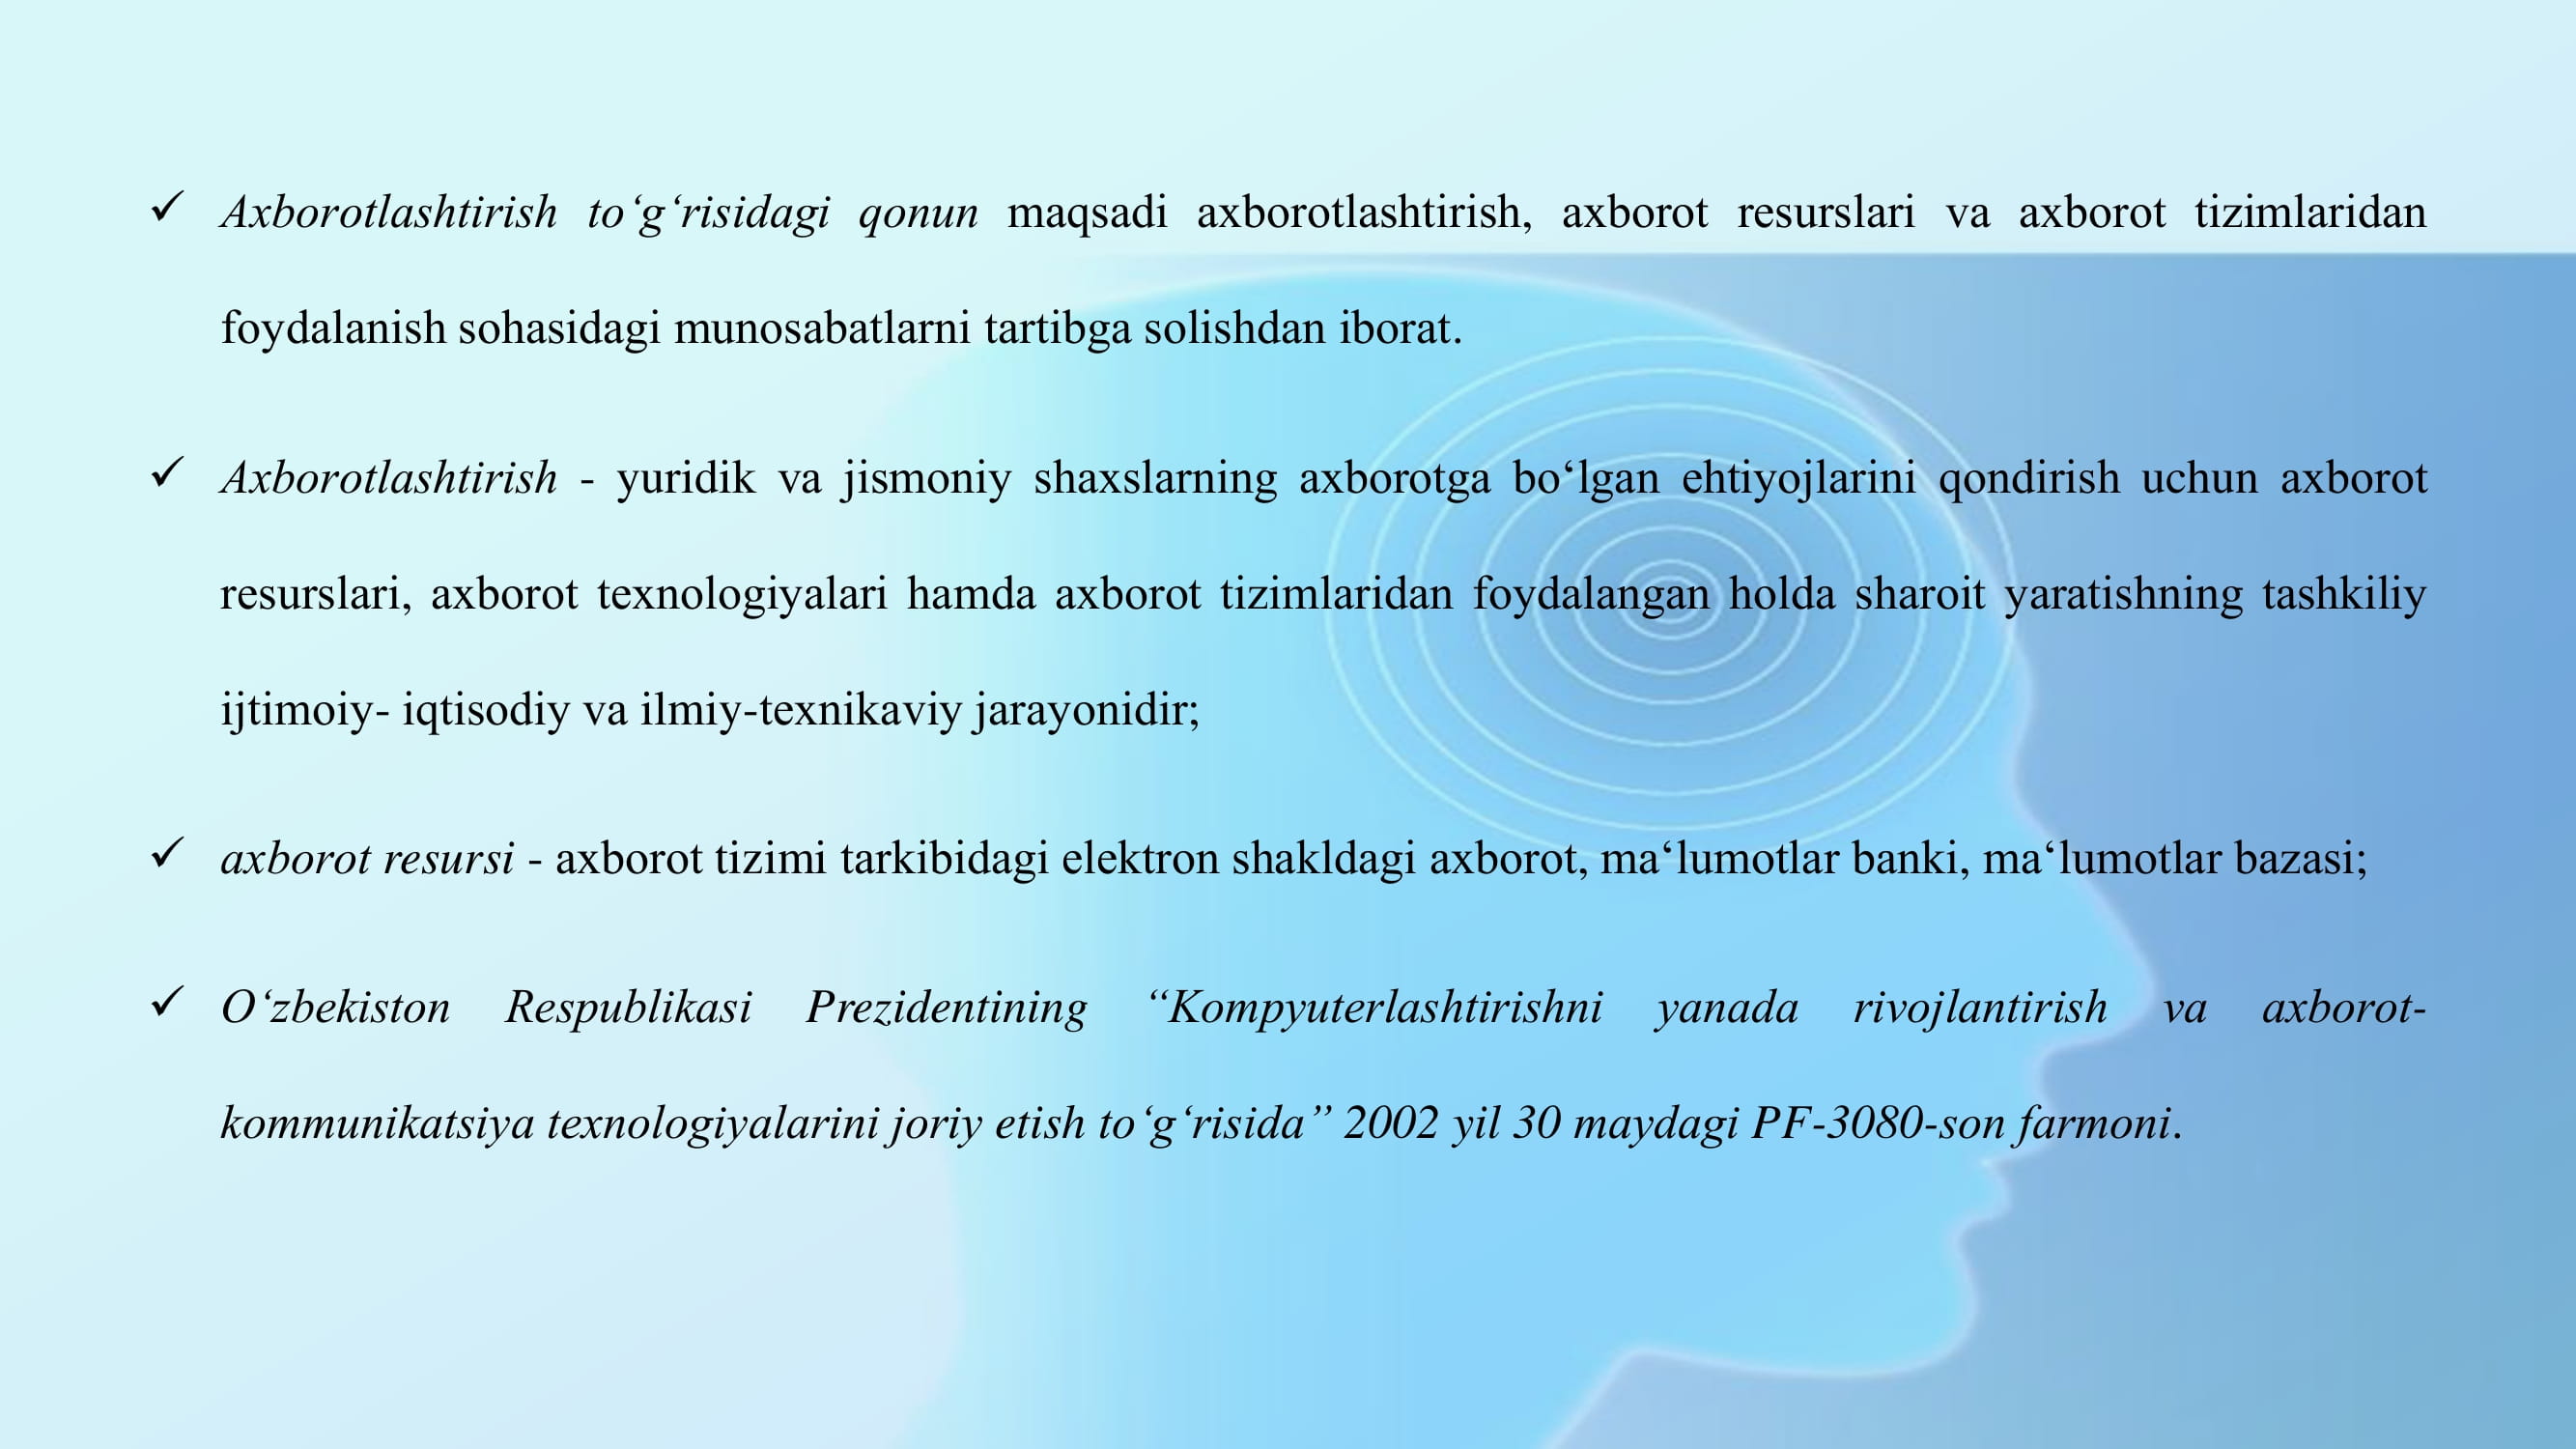 ✓ Axborotlashtirish to‘g‘risidagi qonun maqsadi axborotlashtirish, axborot resurslari va axborot tizimlaridan
foydalanish sohasidagi munosabatlarni tartibga solishdan iborat.
✓ Axborotlashtirish - yuridik va jismoniy shaxslarning axborotga bo‘lgan ehtiyojlarini qondirish uchun axborot
resurslari, axborot texnologiyalari hamda axborot tizimlaridan foydalangan holda sharoit yaratishning tashkiliy
ijtimoiy- iqtisodiy va ilmiy-texnikaviy jarayonidir;
✓ axborot resursi - axborot tizimi tarkibidagi elektron shakldagi axborot, ma‘lumotlar banki, ma‘lumotlar bazasi;
✓ O‘zbekiston Respublikasi Prezidentining “Kompyuterlashtirishni yanada rivojlantirish va axborot-
kommunikatsiya texnologiyalarini joriy etish to‘g‘risida” 2002 yil 30 maydagi PF-3080-son farmoni.